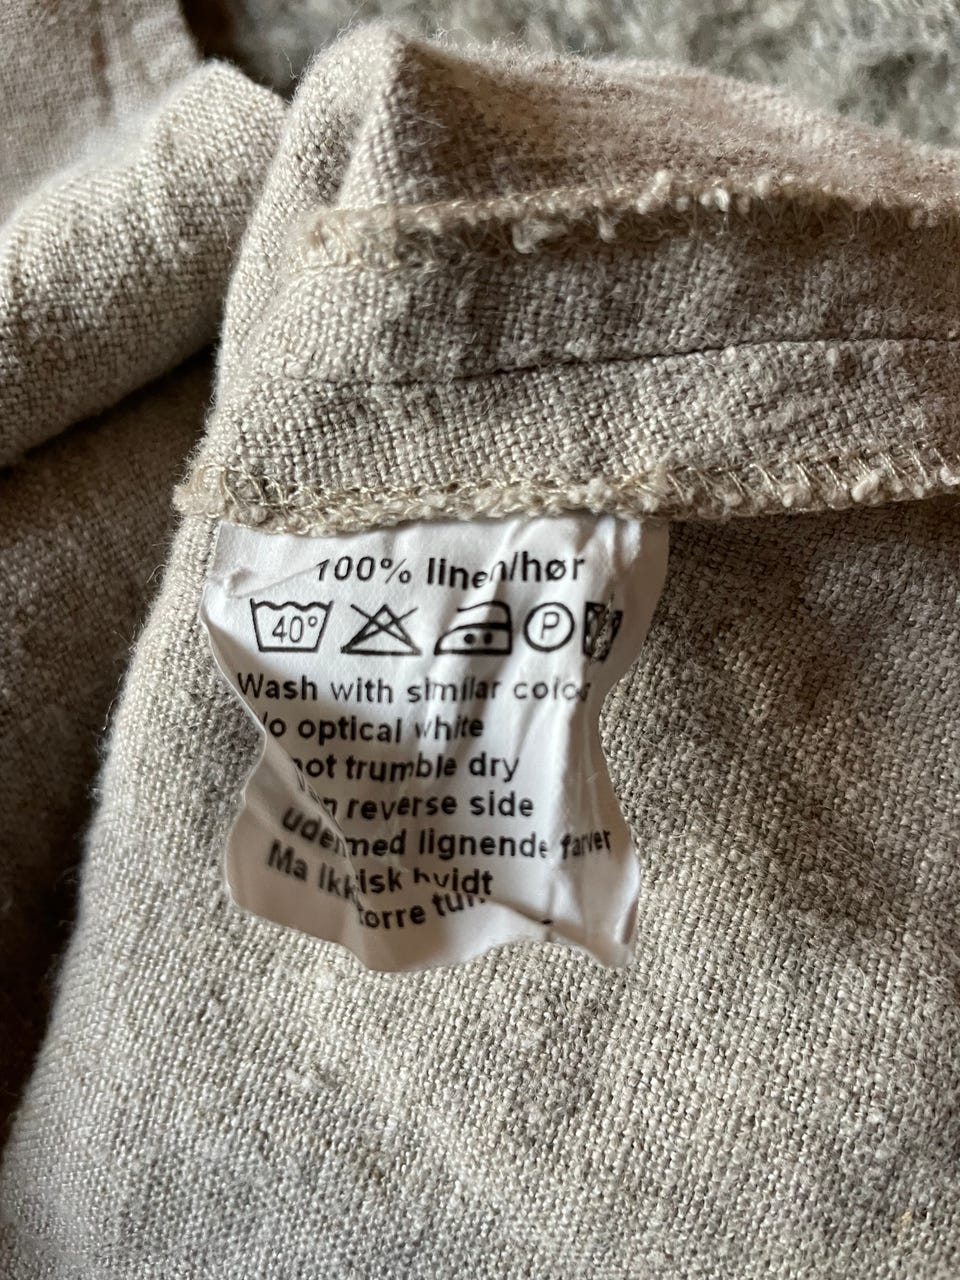 100% linen/hør
40° P
Wash with similar color
optical white
not trumble dry
reverse side
med lignende farver
Ma hvidt
torre